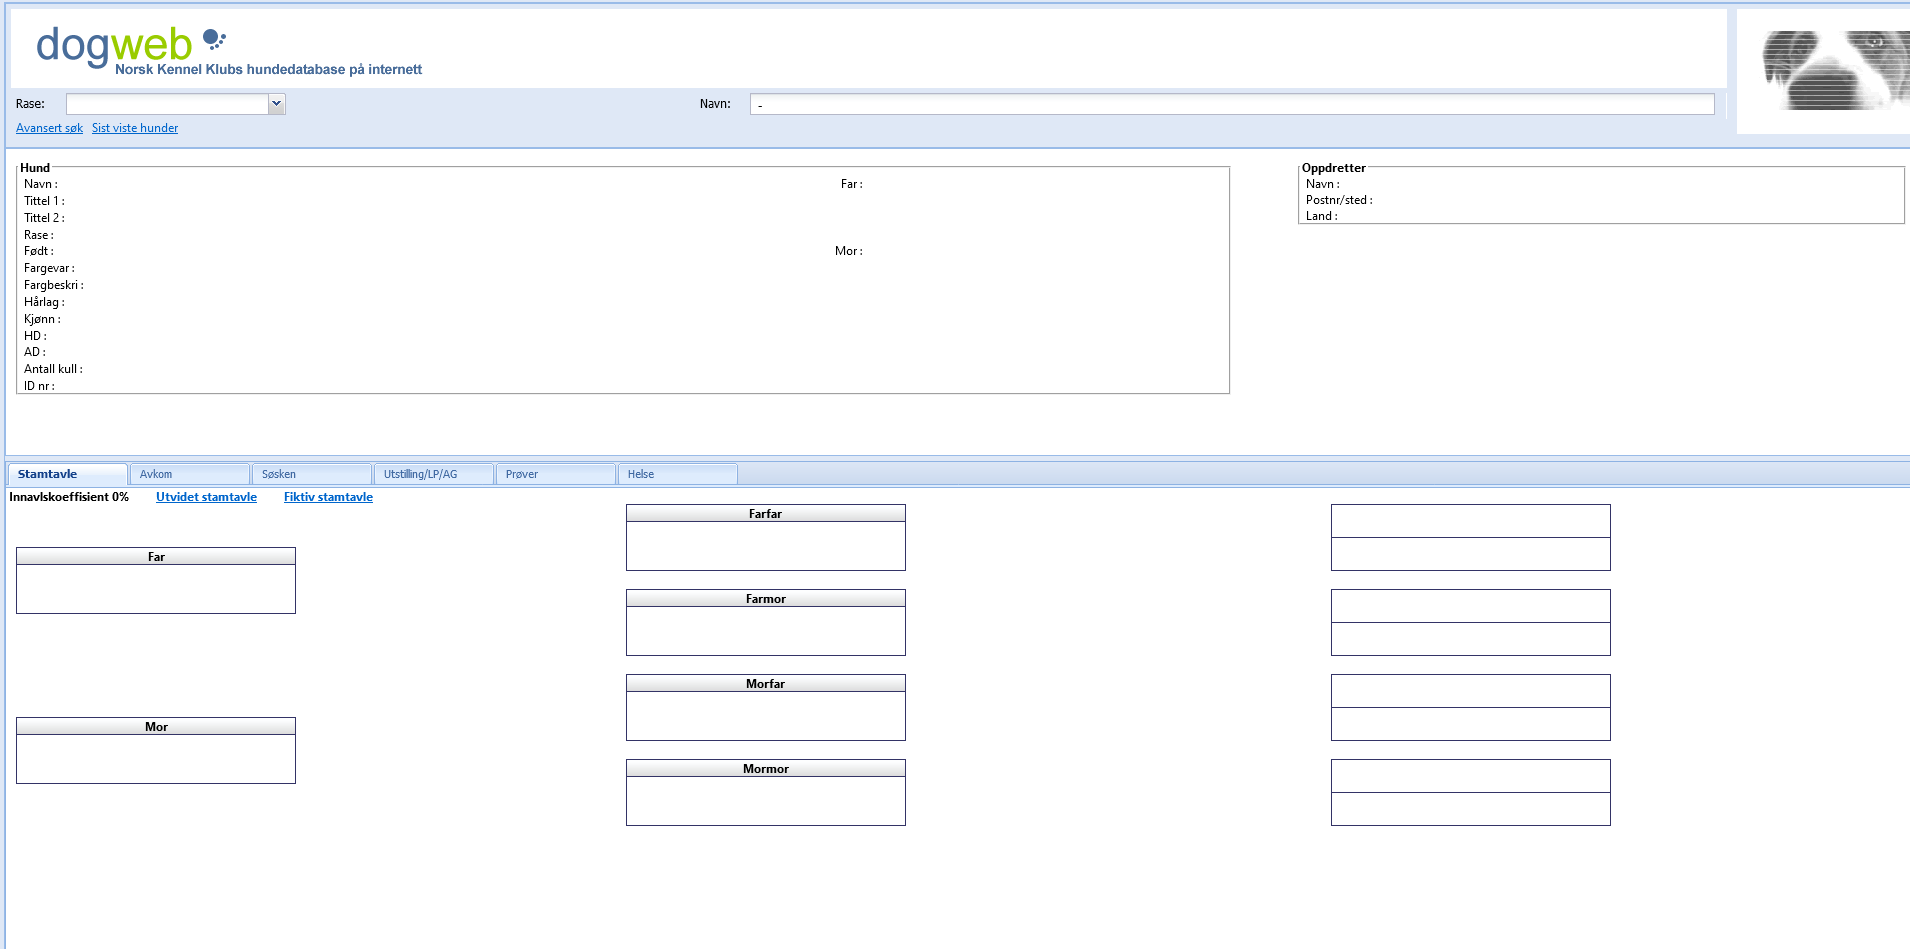 dogweb
Norsk Kennel Klubs hundedatabase på internett
Rase:
Navn: -
Avansert søk Sist viste hunder
Hund
Navn : Far :
Tittel 1 :
Tittel 2 :
Rase :
Født : Mor :
Fargevar :
Fargbeskri :
Hårlag :
Kjønn :
HD :
AD :
Antall kull :
ID nr :
Oppdretter
Navn :
Postnr/sted :
Land :
Stamtavle Avkom Søsken Utstilling/LP/AG Prøver Helse
Innavlskoeffisient 0% Utvidet stamtavle Fiktiv stamtavle
Far
Mor
Farfar
Farmor
Morfar
Mormor